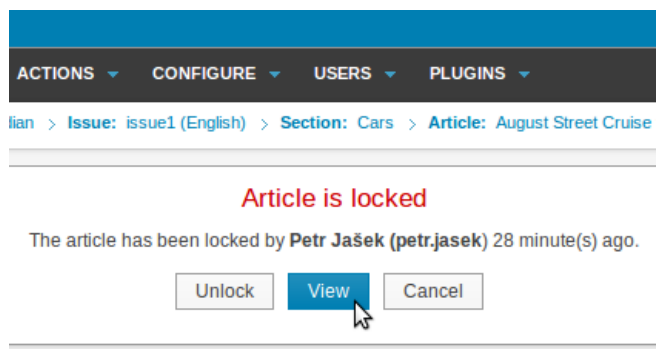 ACTIONS CONFIGURE USERS PLUGINS
lian > Issue: issue1 (English) > Section: Cars > Article: August Street Cruise
Article is locked
The article has been locked by Petr Jašek (petr.jasek) 28 minute(s) ago.
Unlock View Cancel